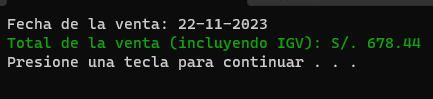 Fecha de la venta: 22-11-2023
Total de la venta (incluyendo IGV): S/. 678.44
Presione una tecla para continuar . . .